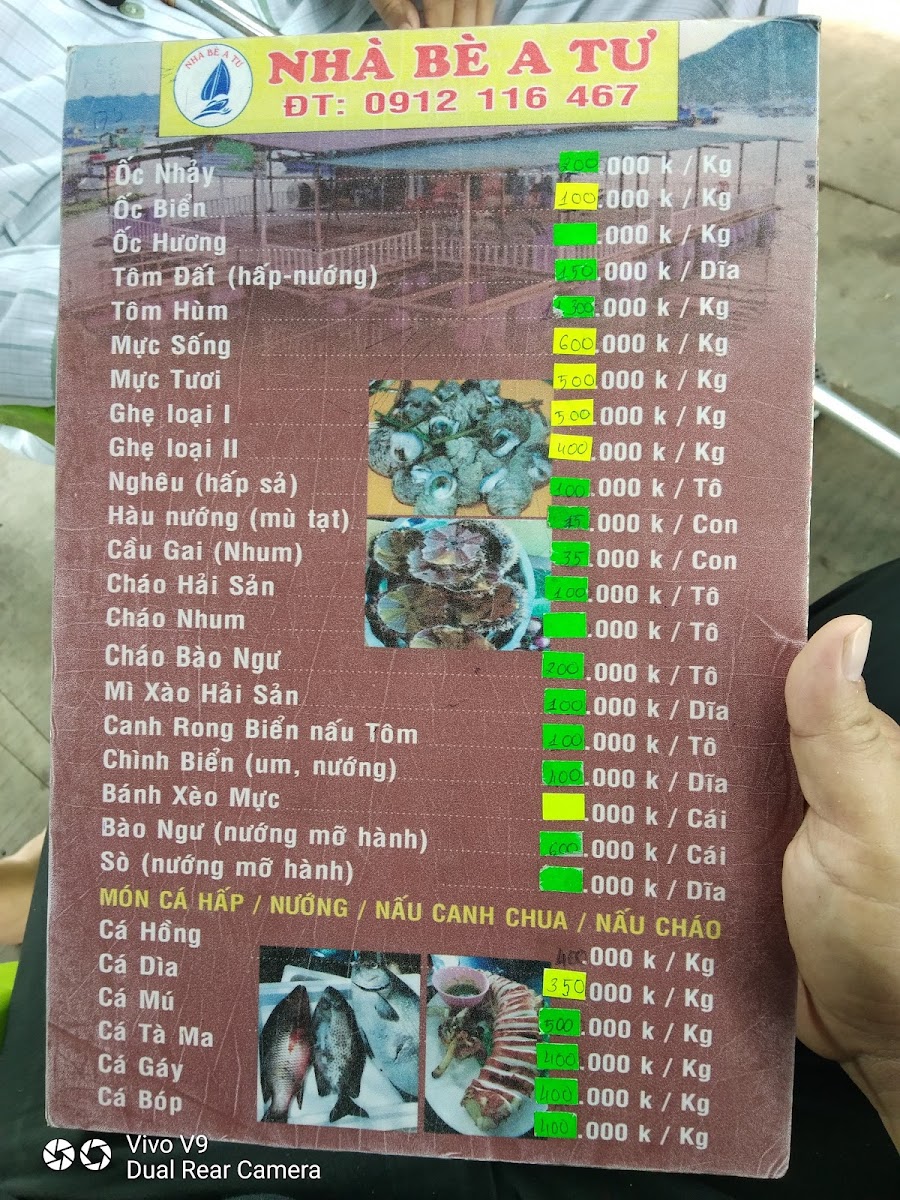 NHÀ BÈ A TƯ
NHÀ BÈ A TƯ
ĐT: 0912 116 467
Ốc Nhảy .000 k / Kg
Ốc Biển 100.000 k / Kg
Ốc Hương .000 k / Kg
Tôm Đất (hấp-nướng) 150.000 k / Dĩa
Tôm Hùm 300.000 k / Kg
Mực Sống 600.000 k / Kg
Mực Tươi 500.000 k / Kg
Ghẹ loại I 500.000 k / Kg
Ghẹ loại II 400.000 k / Kg
Nghêu (hấp sả) 100.000 k / Tô
Hàu nướng (mù tạt) 15.000 k / Con
Cầu Gai (Nhum) 35.000 k / Con
Cháo Hải Sản 100.000 k / Tô
Cháo Nhum .000 k / Tô
Cháo Bào Ngư 200.000 k / Tô
Mì Xào Hải Sản 100.000 k / Dĩa
Canh Rong Biển nấu Tôm 100.000 k / Tô
Chình Biển (um, nướng) .000 k / Dĩa
Bánh Xèo Mực .000 k / Cái
Bào Ngư (nướng mỡ hành) 600.000 k / Cái
Sò (nướng mỡ hành) .000 k / Dĩa
MÓN CÁ HẤP / NƯỚNG / NẤU CANH CHUA / NẤU CHÁO
Cá Hồng 400.000 k / Kg
Cá Dìa 350.000 k / Kg
Cá Mú 500.000 k / Kg
Cá Tà Ma 400.000 k / Kg
Cá Gáy 400.000 k / Kg
Cá Bóp 400.000 k / Kg
Vivo V9
Dual Rear Camera